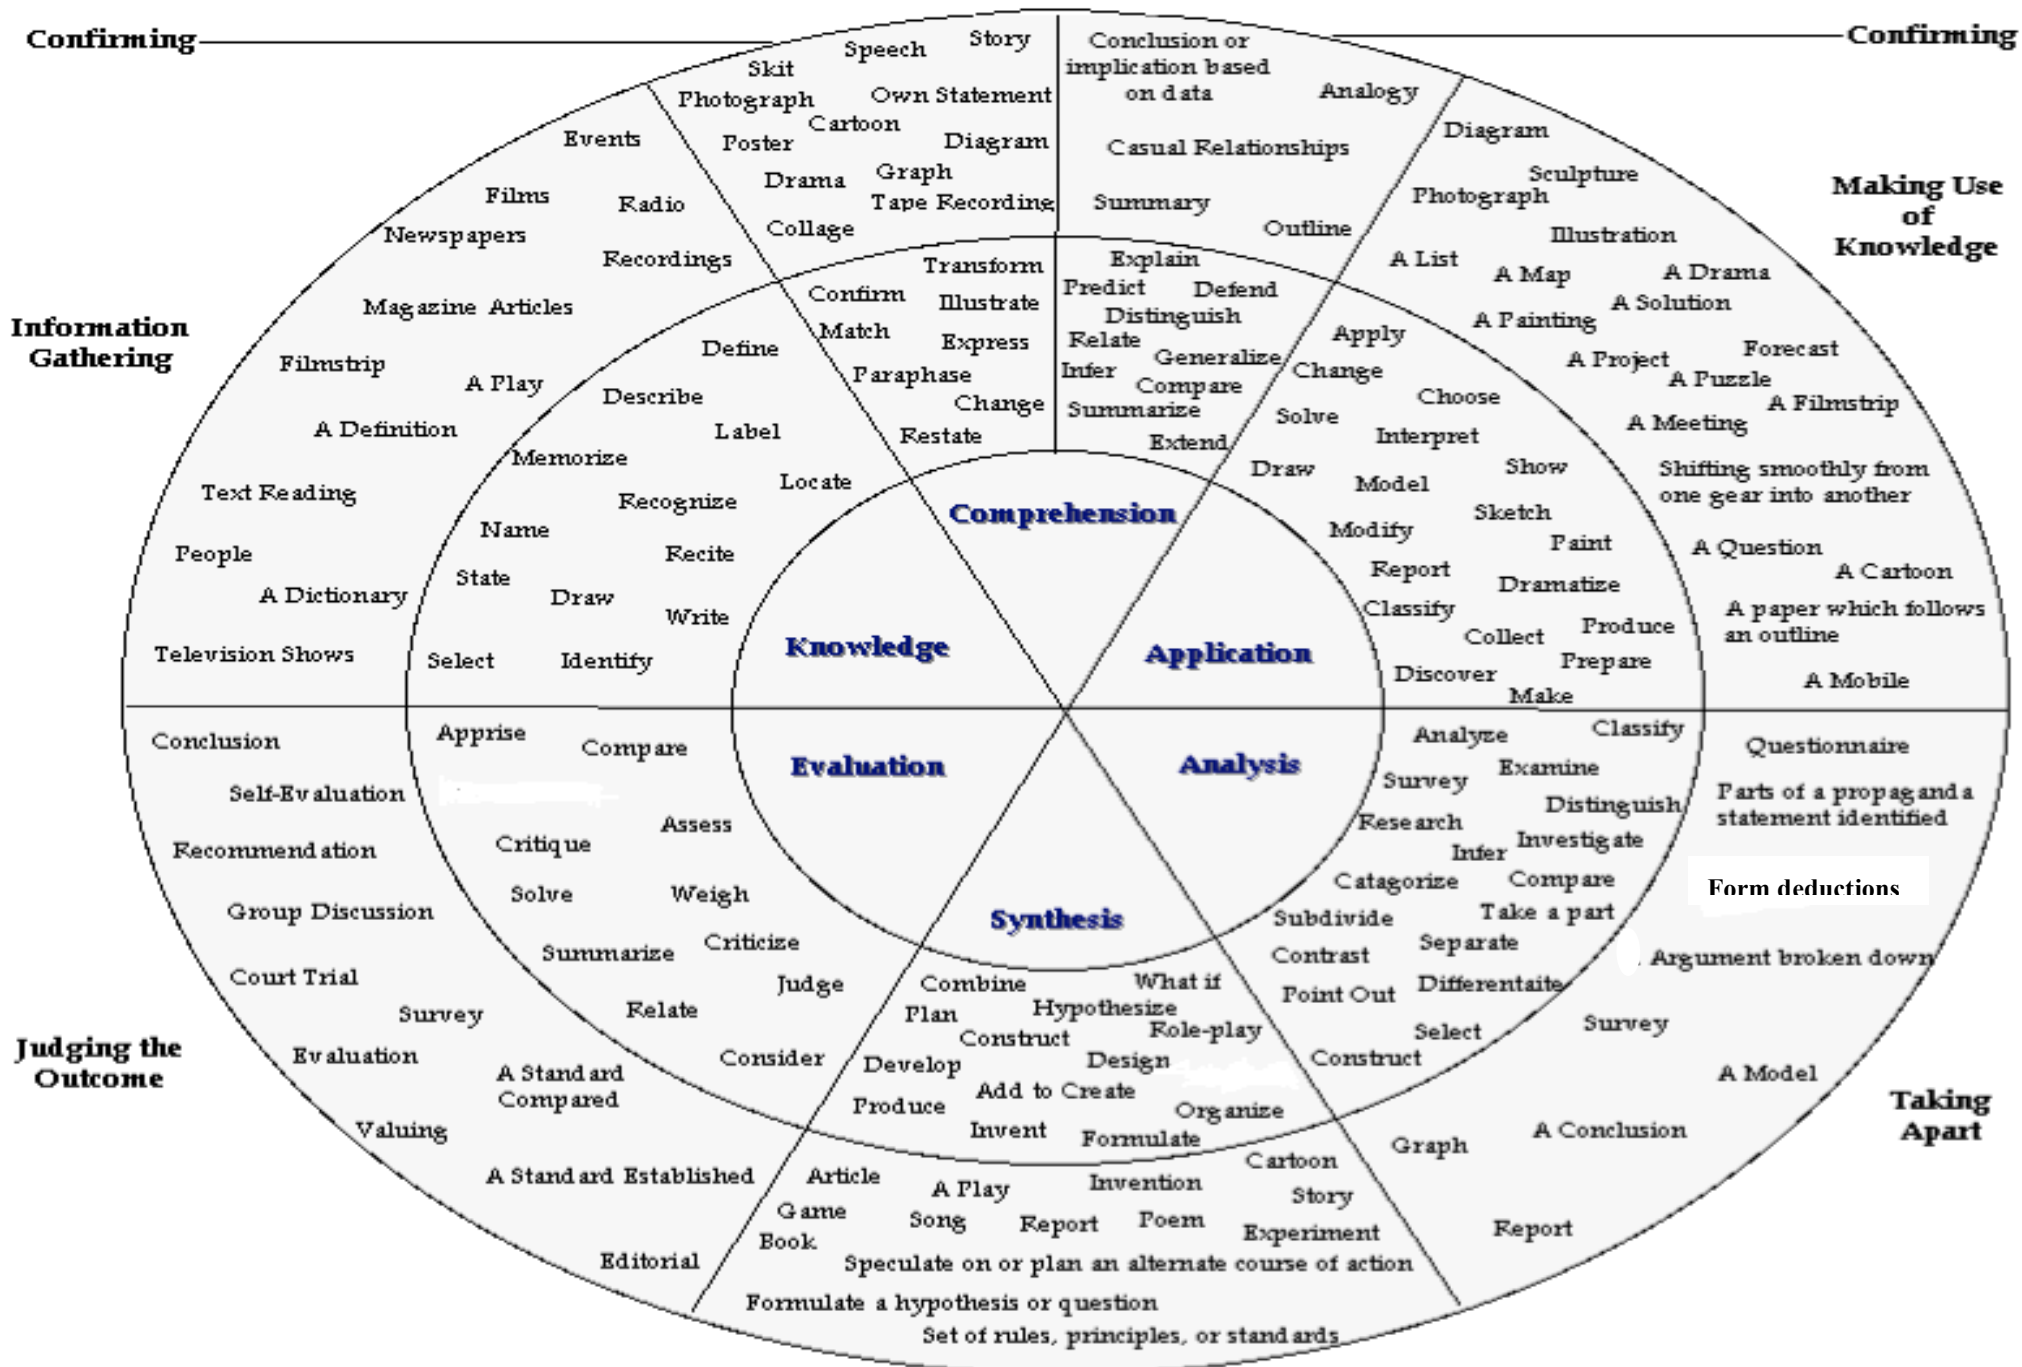 Confirming
Confirming
Story
Speech
Skit
Photograph
Own Statement
Cartoon
Poster
Diagram
Graph
Drama
Tape Recording
Collage
Conclusion or
implication based
on data
Analogy
Casual Relationships
Summary
Outline
Information
Gathering
Events
Films
Radio
Newspapers
Recordings
Magazine Articles
Filmstrip
A Play
A Definition
Text Reading
People
A Dictionary
Television Shows
Making Use
of
Knowledge
Diagram
Sculpture
Photograph
Illustration
A List
A Map
A Drama
A Solution
A Painting
Forecast
A Project
A Puzzle
A Filmstrip
A Meeting
Shifting smoothly from
one gear into another
A Question
A Cartoon
A paper which follows
an outline
A Mobile
Transform
Confirm
Illustrate
Match
Express
Paraphase
Change
Restate
Explain
Predict
Defend
Distinguish
Relate
Generalize
Infer
Compare
Summarize
Extend
Define
Describe
Label
Memorize
Locate
Recognize
Name
Recite
State
Draw
Write
Select
Identify
Apply
Change
Choose
Solve
Interpret
Draw
Show
Model
Sketch
Modify
Paint
Report
Dramatize
Classify
Produce
Collect
Prepare
Discover
Make
Comprehension
Knowledge
Application
Evaluation
Analysis
Synthesis
Apprise
Compare
Assess
Critique
Solve
Weigh
Criticize
Summarize
Judge
Relate
Consider
Analyze
Classify
Examine
Survey
Distinguish
Research
Investigate
Infer
Catagorize
Compare
Subdivide
Take a part
Separate
Contrast
Differentaite
Point Out
Select
Construct
Combine
What if
Hypothesize
Plan
Role-play
Construct
Develop
Design
Add to Create
Produce
Organize
Invent
Formulate
Conclusion
Self-Evaluation
Recommendation
Group Discussion
Court Trial
Survey
Evaluation
A Standard
Compared
Valuing
A Standard Established
Editorial
Judging the
Outcome
Questionnaire
Parts of a propaganda
statement identified
Form deductions
Argument broken down
Survey
A Model
A Conclusion
Graph
Report
Taking
Apart
Cartoon
Article
A Play
Invention
Story
Game
Song
Report
Poem
Experiment
Book
Speculate on or plan an alternate course of action
Formulate a hypothesis or question
Set of rules, principles, or standards